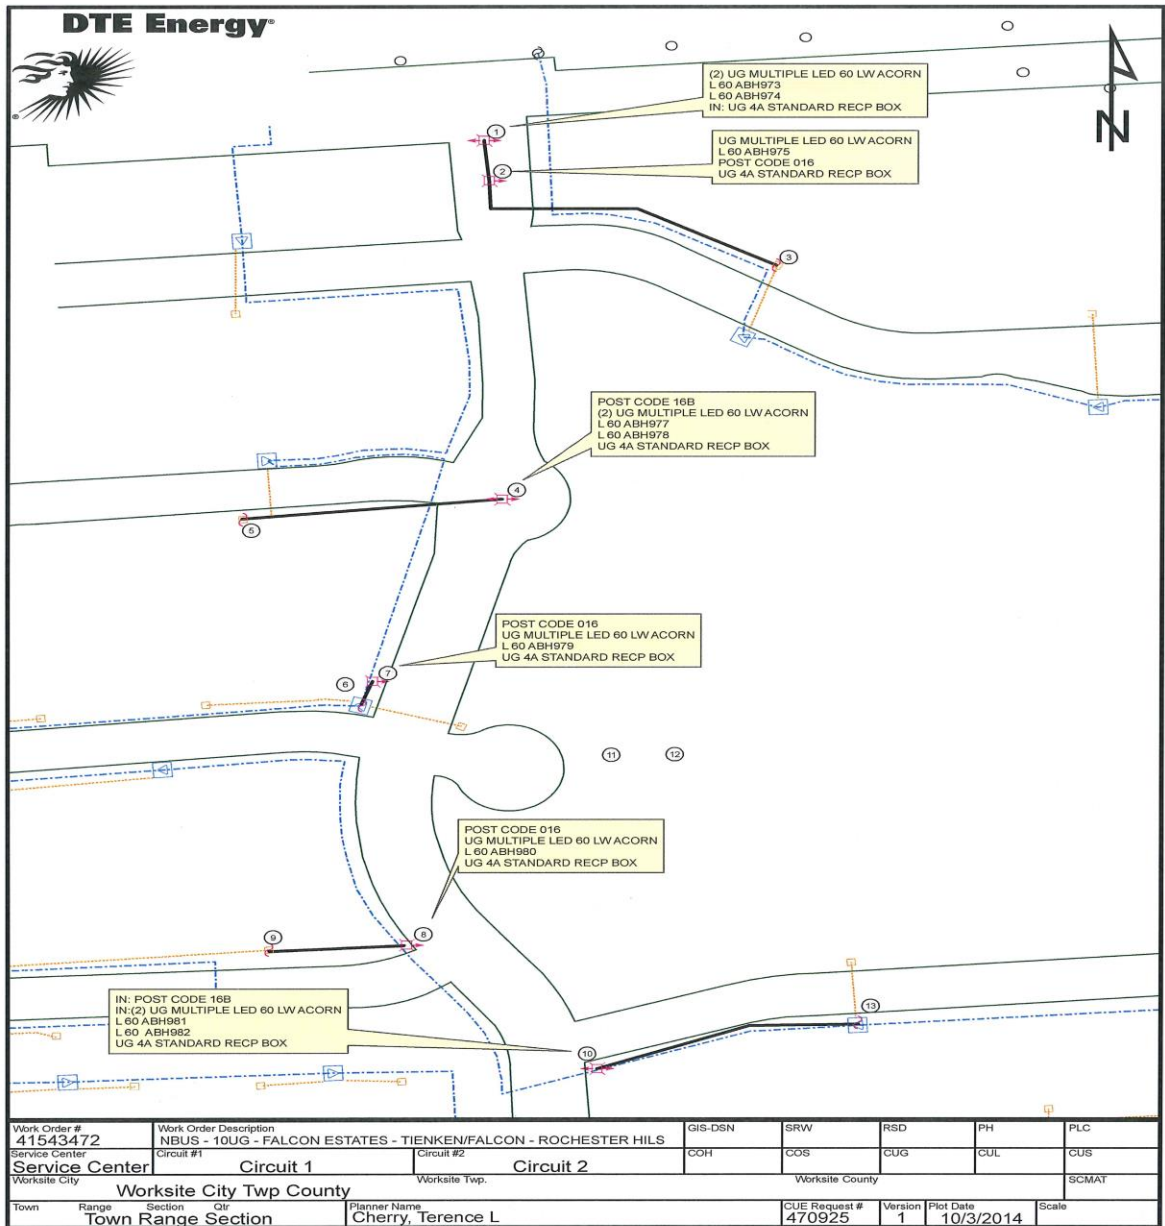 DTE Energy®
(2) UG MULTIPLE LED 60 LW ACORN
L 60 ABH973
L 60 ABH974
IN: UG 4A STANDARD RECP BOX
1
UG MULTIPLE LED 60 LW ACORN
L 60 ABH975
POST CODE 016
UG 4A STANDARD RECP BOX
2
N
3
POST CODE 16B
(2) UG MULTIPLE LED 60 LW ACORN
L 60 ABH977
L 60 ABH978
UG 4A STANDARD RECP BOX
4
5
POST CODE 016
UG MULTIPLE LED 60 LW ACORN
L 60 ABH979
UG 4A STANDARD RECP BOX
6
7
11
12
POST CODE 016
UG MULTIPLE LED 60 LW ACORN
L 60 ABH980
UG 4A STANDARD RECP BOX
9
8
IN: POST CODE 16B
IN:(2) UG MULTIPLE LED 60 LW ACORN
L 60 ABH981
L 60 ABH982
UG 4A STANDARD RECP BOX
13
10
Work Order # Work Order Description GIS-DSN SRW RSD PH PLC
41543472 NBUS - 10UG - FALCON ESTATES - TIENKEN/FALCON - ROCHESTER HILS
Service Center Circuit #1 Circuit #2 COH COS CUG CUL CUS
Service Center Circuit 1 Circuit 2
Worksite City Worksite Twp. Worksite County SCMAT
Worksite City Twp County
Town Range Section Qtr Planner Name CUE Request # Version Plot Date Scale
Town Range Section Cherry, Terence L 470925 1 10/3/2014